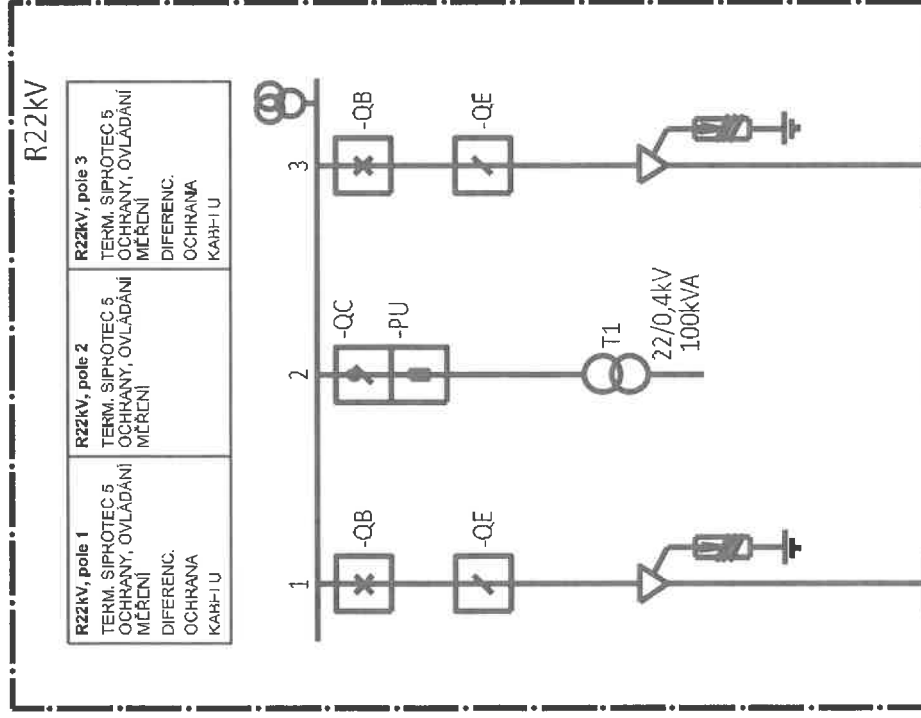 R22kV
R22kV, pole 1
TERM. SIPROTEC 5
OCHRANY, OVLÁDÁNÍ
MĚŘENÍ
DIFERENC.
OCHRANA
KABELU
R22kV, pole 2
TERM. SIPROTEC 5
OCHRANY, OVLÁDÁNÍ
MĚŘENÍ
R22kV, pole 3
TERM. SIPROTEC 5
OCHRANY, OVLÁDÁNÍ
MĚŘENÍ
DIFERENC.
OCHRANA
KABELU
1
2
3
-QB
-QC
-QB
-PU
-QE
-QE
T1
22/0,4kV
100kVA